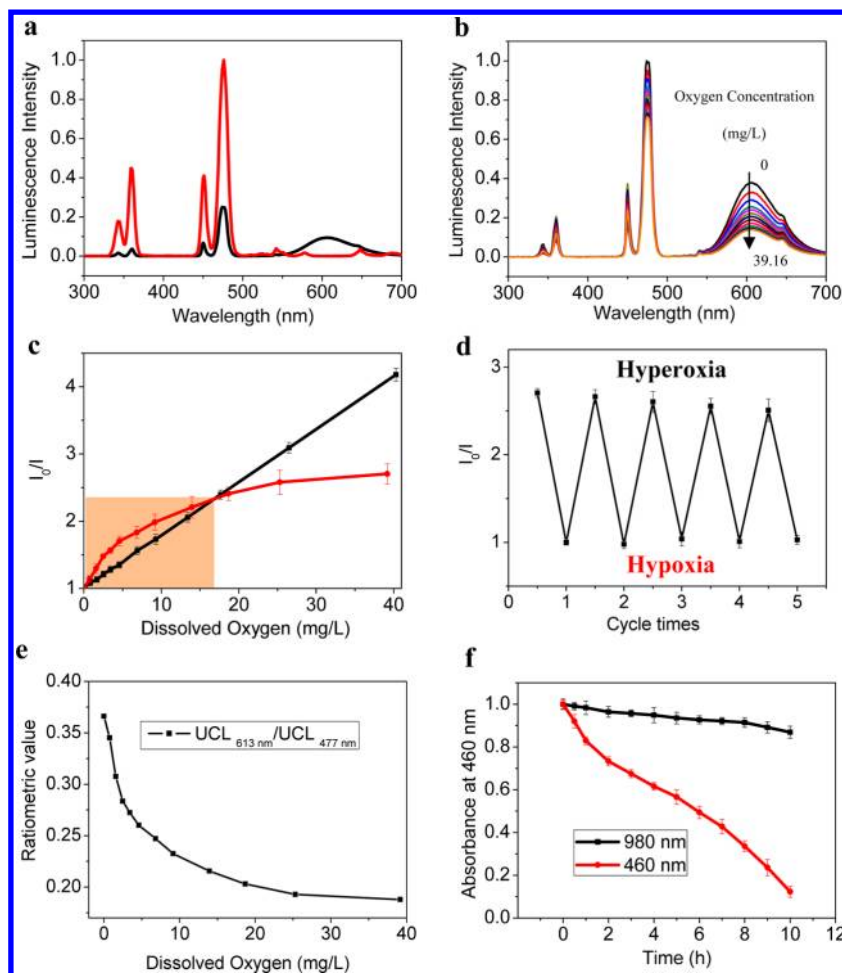 a
Luminescence Intensity
1.0
0.8
0.6
0.4
0.2
0.0
300 400 500 600 700
Wavelength (nm)
b
Luminescence Intensity
1.0
0.8
0.6
0.4
0.2
0.0
Oxygen Concentration
(mg/L)
0
39.16
300 400 500 600 700
Wavelength (nm)
c
I0/I
4
3
2
1
0 10 20 30 40
Dissolved Oxygen (mg/L)
d
I0/I
3
2
1
Hyperoxia
Hypoxia
0 1 2 3 4 5
Cycle times
e
Ratiometric value
0.40
0.35
0.30
0.25
0.20
UCL 613 nm/UCL 477 nm
0 10 20 30 40
Dissolved Oxygen (mg/L)
f
Absorbance at 460 nm
1.0
0.8
0.6
0.4
0.2
0.0
980 nm
460 nm
0 2 4 6 8 10 12
Time (h)